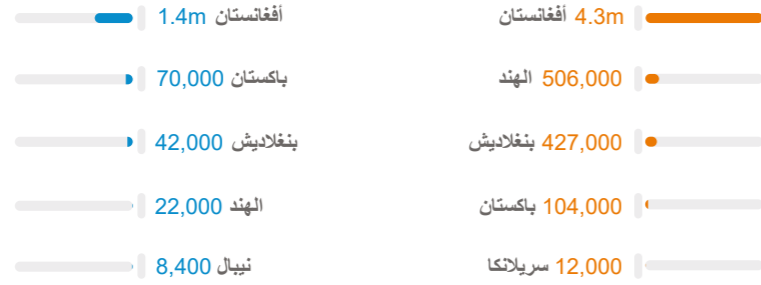 4.3m أفغانستان
506,000 الهند
427,000 بنغلاديش
104,000 باكستان
12,000 سريلانكا
أفغانستان 1.4m
باكستان 70,000
بنغلاديش 42,000
الهند 22,000
نيبال 8,400